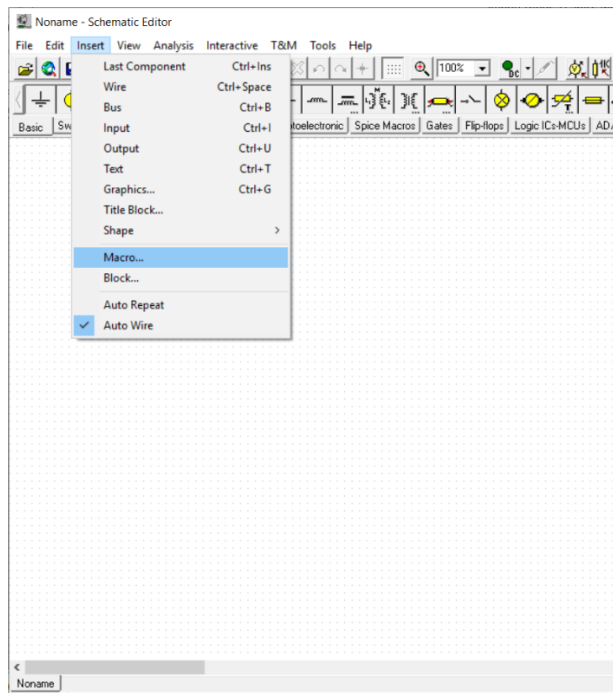 Noname - Schematic Editor
File Edit Insert View Analysis Interactive T&M Tools Help
Last Component Ctrl+Ins
100%
Wire Ctrl+Space
Bus Ctrl+B
Basic Sw toelectronic Spice Macros Gates Flip-flops Logic ICs-MCUs AD/
Input Ctrl+I
Output Ctrl+U
Text Ctrl+T
Graphics... Ctrl+G
Title Block...
Shape
Macro...
Block...
Auto Repeat
Auto Wire
Noname